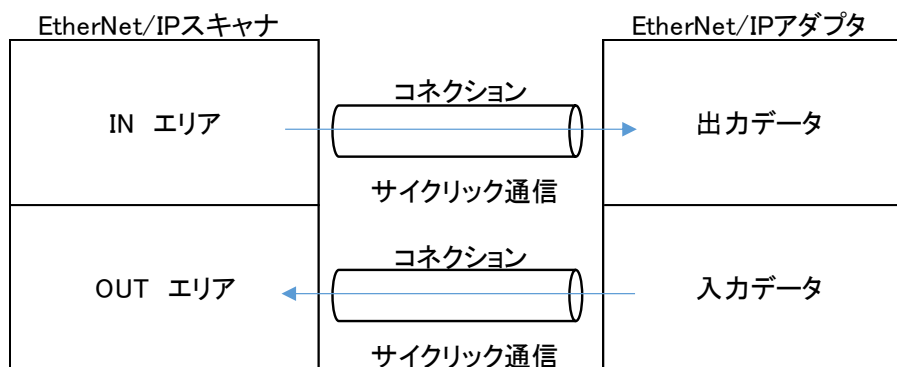 EtherNet/IPスキャナ
EtherNet/IPアダプタ
コネクション
IN エリア
出力データ
サイクリック通信
コネクション
OUT エリア
入力データ
サイクリック通信